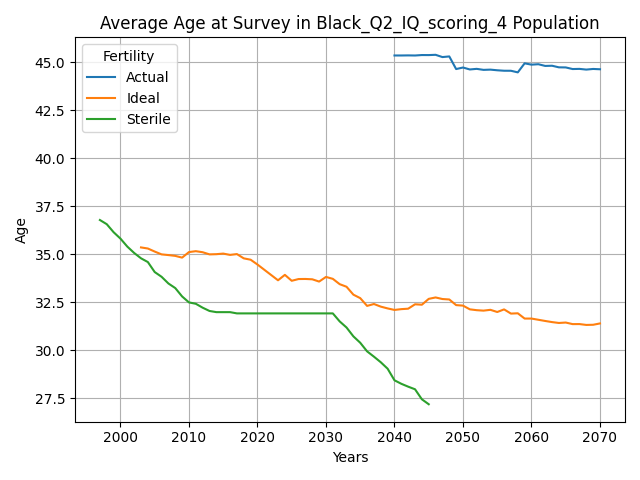 Average Age at Survey in Black_Q2_IQ_scoring_4 Population
Fertility
Actual
Ideal
Sterile
45.0
42.5
40.0
37.5
35.0
32.5
30.0
27.5
Age
2000 2010 2020 2030 2040 2050 2060 2070
Years